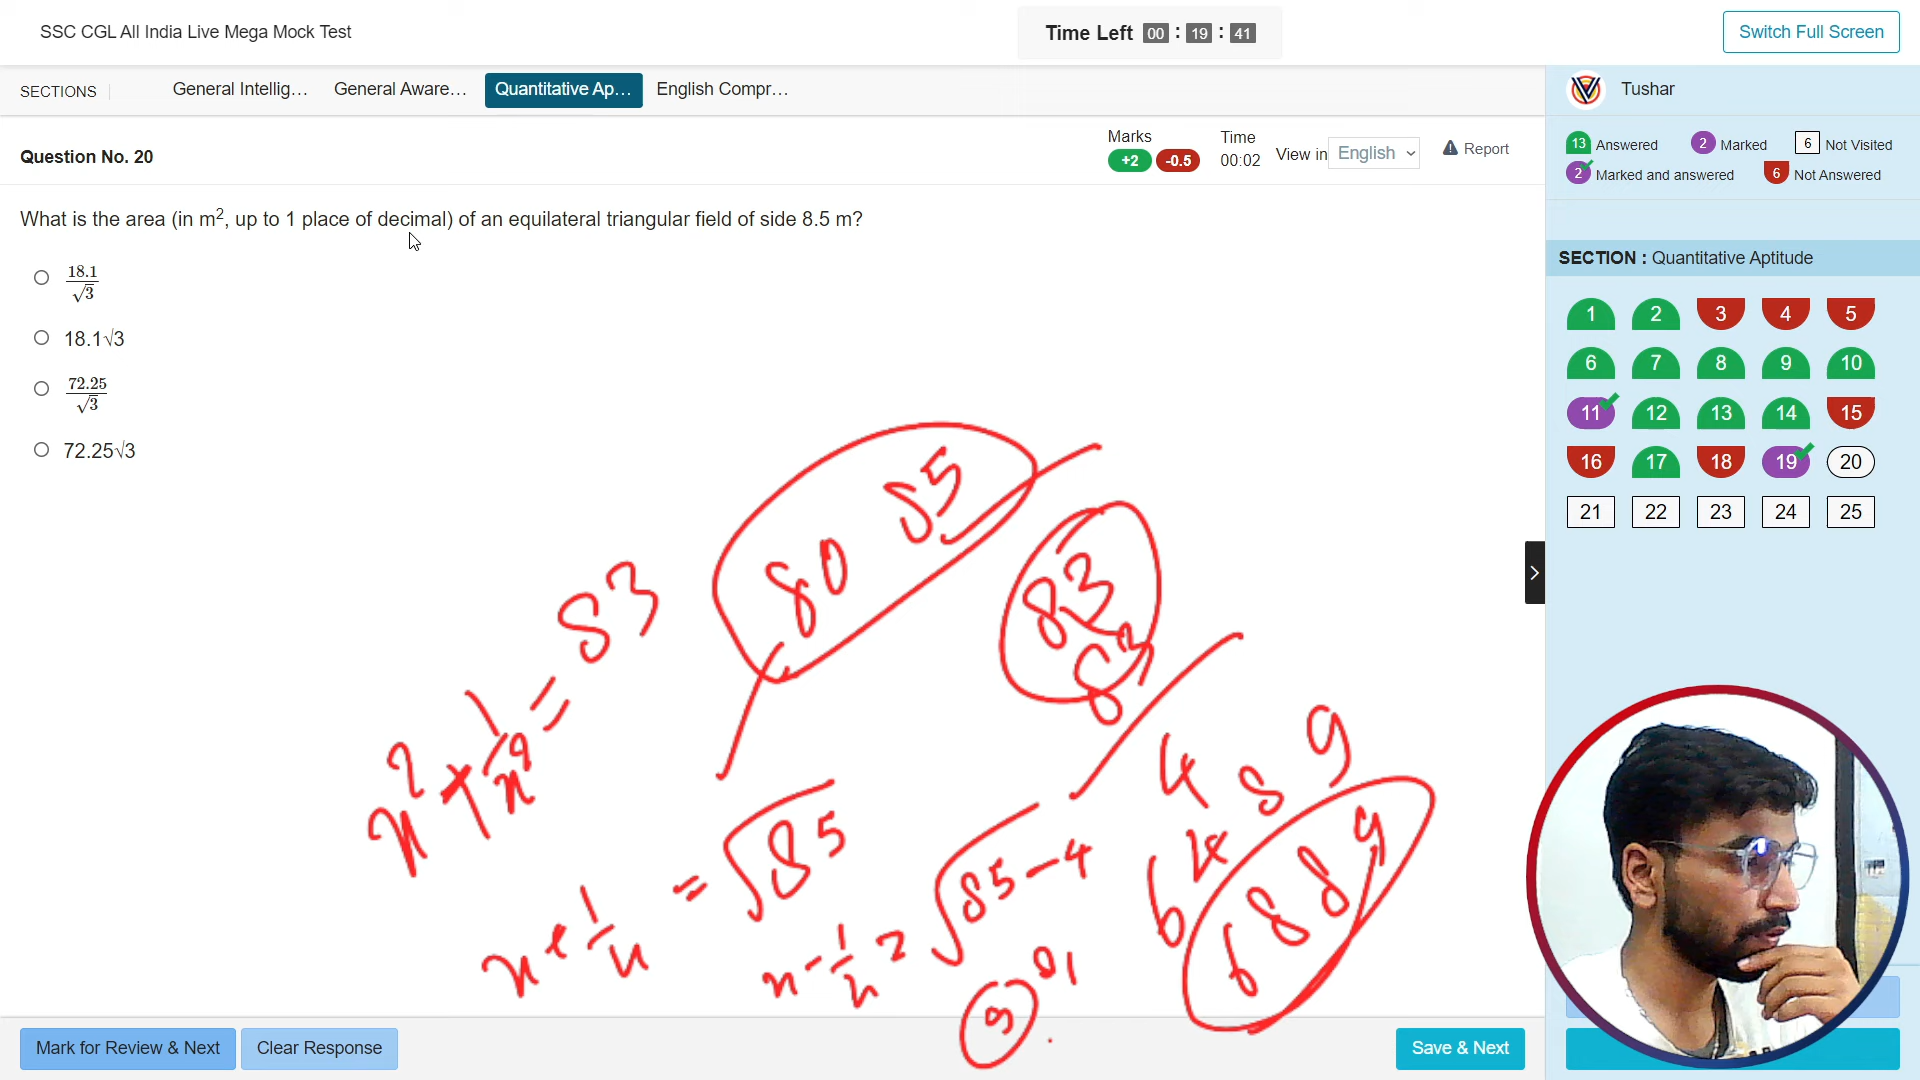 SSC CGL All India Live Mega Mock Test
Time Left 00 : 19 : 41
Switch Full Screen
SECTIONS
General Intellig...
General Aware...
Quantitative Ap...
English Compr...
Tushar
Question No. 20
Marks
+2 -0.5
Time
00:02
View in English
Report
13 Answered
2 Marked
6 Not Visited
2 Marked and answered
6 Not Answered
What is the area (in m², up to 1 place of decimal) of an equilateral triangular field of side 8.5 m?
18.1/√3
18.1√3
72.25/√3
72.25√3
SECTION : Quantitative Aptitude
1 2 3 4 5
6 7 8 9 10
11 12 13 14 15
16 17 18 19 20
21 22 23 24 25
80 85
83
83
x² + 1/x² = 83
x + 1/x = √85
x - 1/x = √85-4
81
9
4 8 9
64
6889
Mark for Review & Next
Clear Response
Save & Next